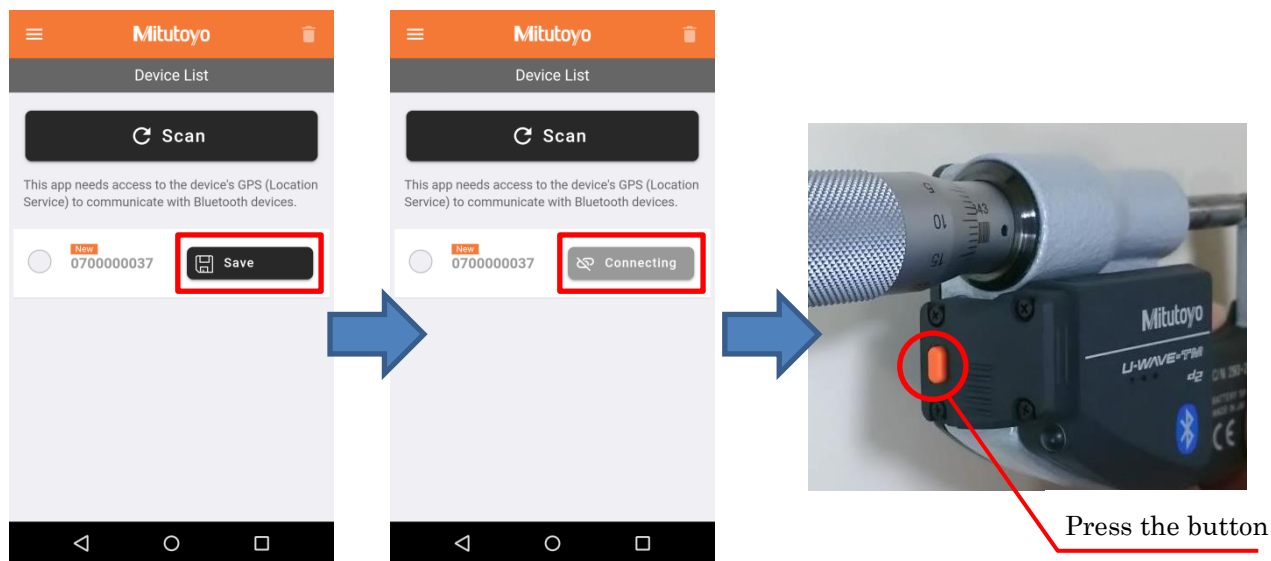 Mitutoyo
Device List
Scan
This app needs access to the device's GPS (Location
Service) to communicate with Bluetooth devices.
New
0700000037
Save
Mitutoyo
Device List
Scan
This app needs access to the device's GPS (Location
Service) to communicate with Bluetooth devices.
New
0700000037
Connecting
5
43
10
15
Mitutoyo
U-WAVE-TM
d2
CE
Press the button